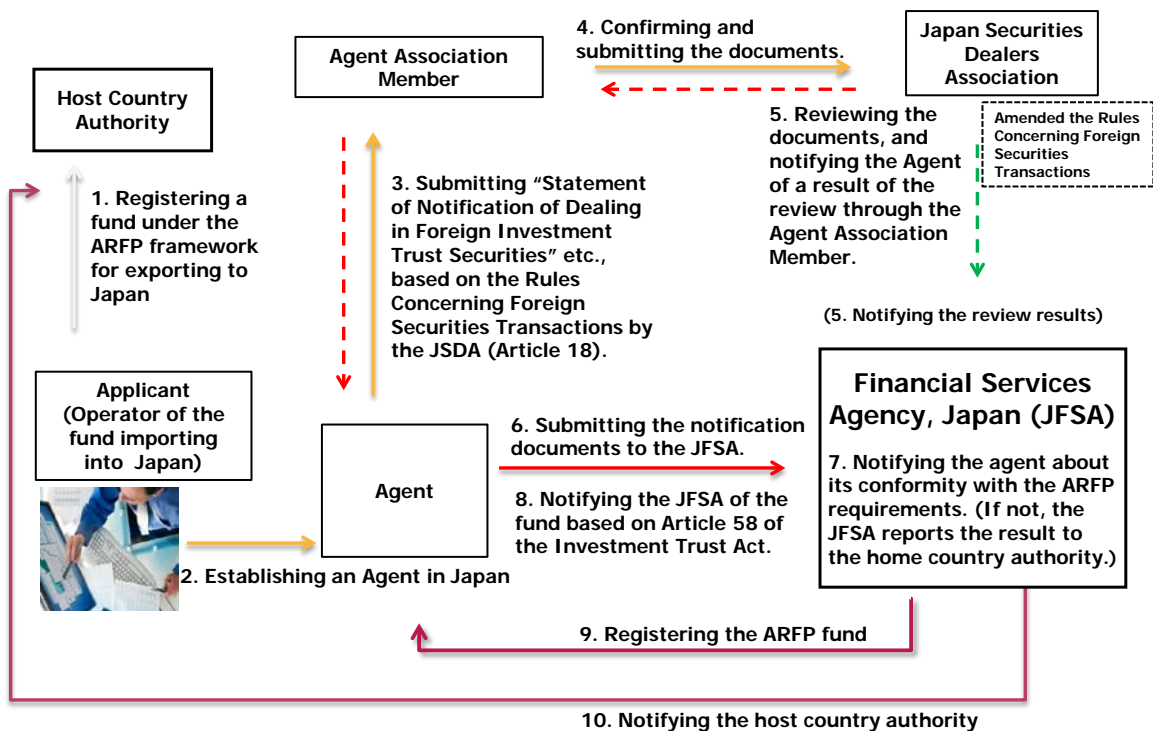 4. Confirming and
submitting the documents.
Japan Securities
Dealers
Association
Agent Association
Member
Host Country
Authority
5. Reviewing the
documents, and
notifying the Agent
of a result of the
review through the
Agent Association
Member.
Amended the Rules
Concerning Foreign
Securities
Transactions
1. Registering a
fund under the
ARFP framework
for exporting to
Japan
3. Submitting “Statement
of Notification of Dealing
in Foreign Investment
Trust Securities” etc.,
based on the Rules
Concerning Foreign
Securities Transactions by
the JSDA (Article 18).
(5. Notifying the review results)
Applicant
(Operator of the
fund importing
into Japan)
Agent
6. Submitting the notification
documents to the JFSA.
8. Notifying the JFSA of the
fund based on Article 58 of
the Investment Trust Act.
Financial Services
Agency, Japan (JFSA)
7. Notifying the agent about
its conformity with the ARFP
requirements. (If not, the
JFSA reports the result to
the home country authority.)
2. Establishing an Agent in Japan
9. Registering the ARFP fund
10. Notifying the host country authority